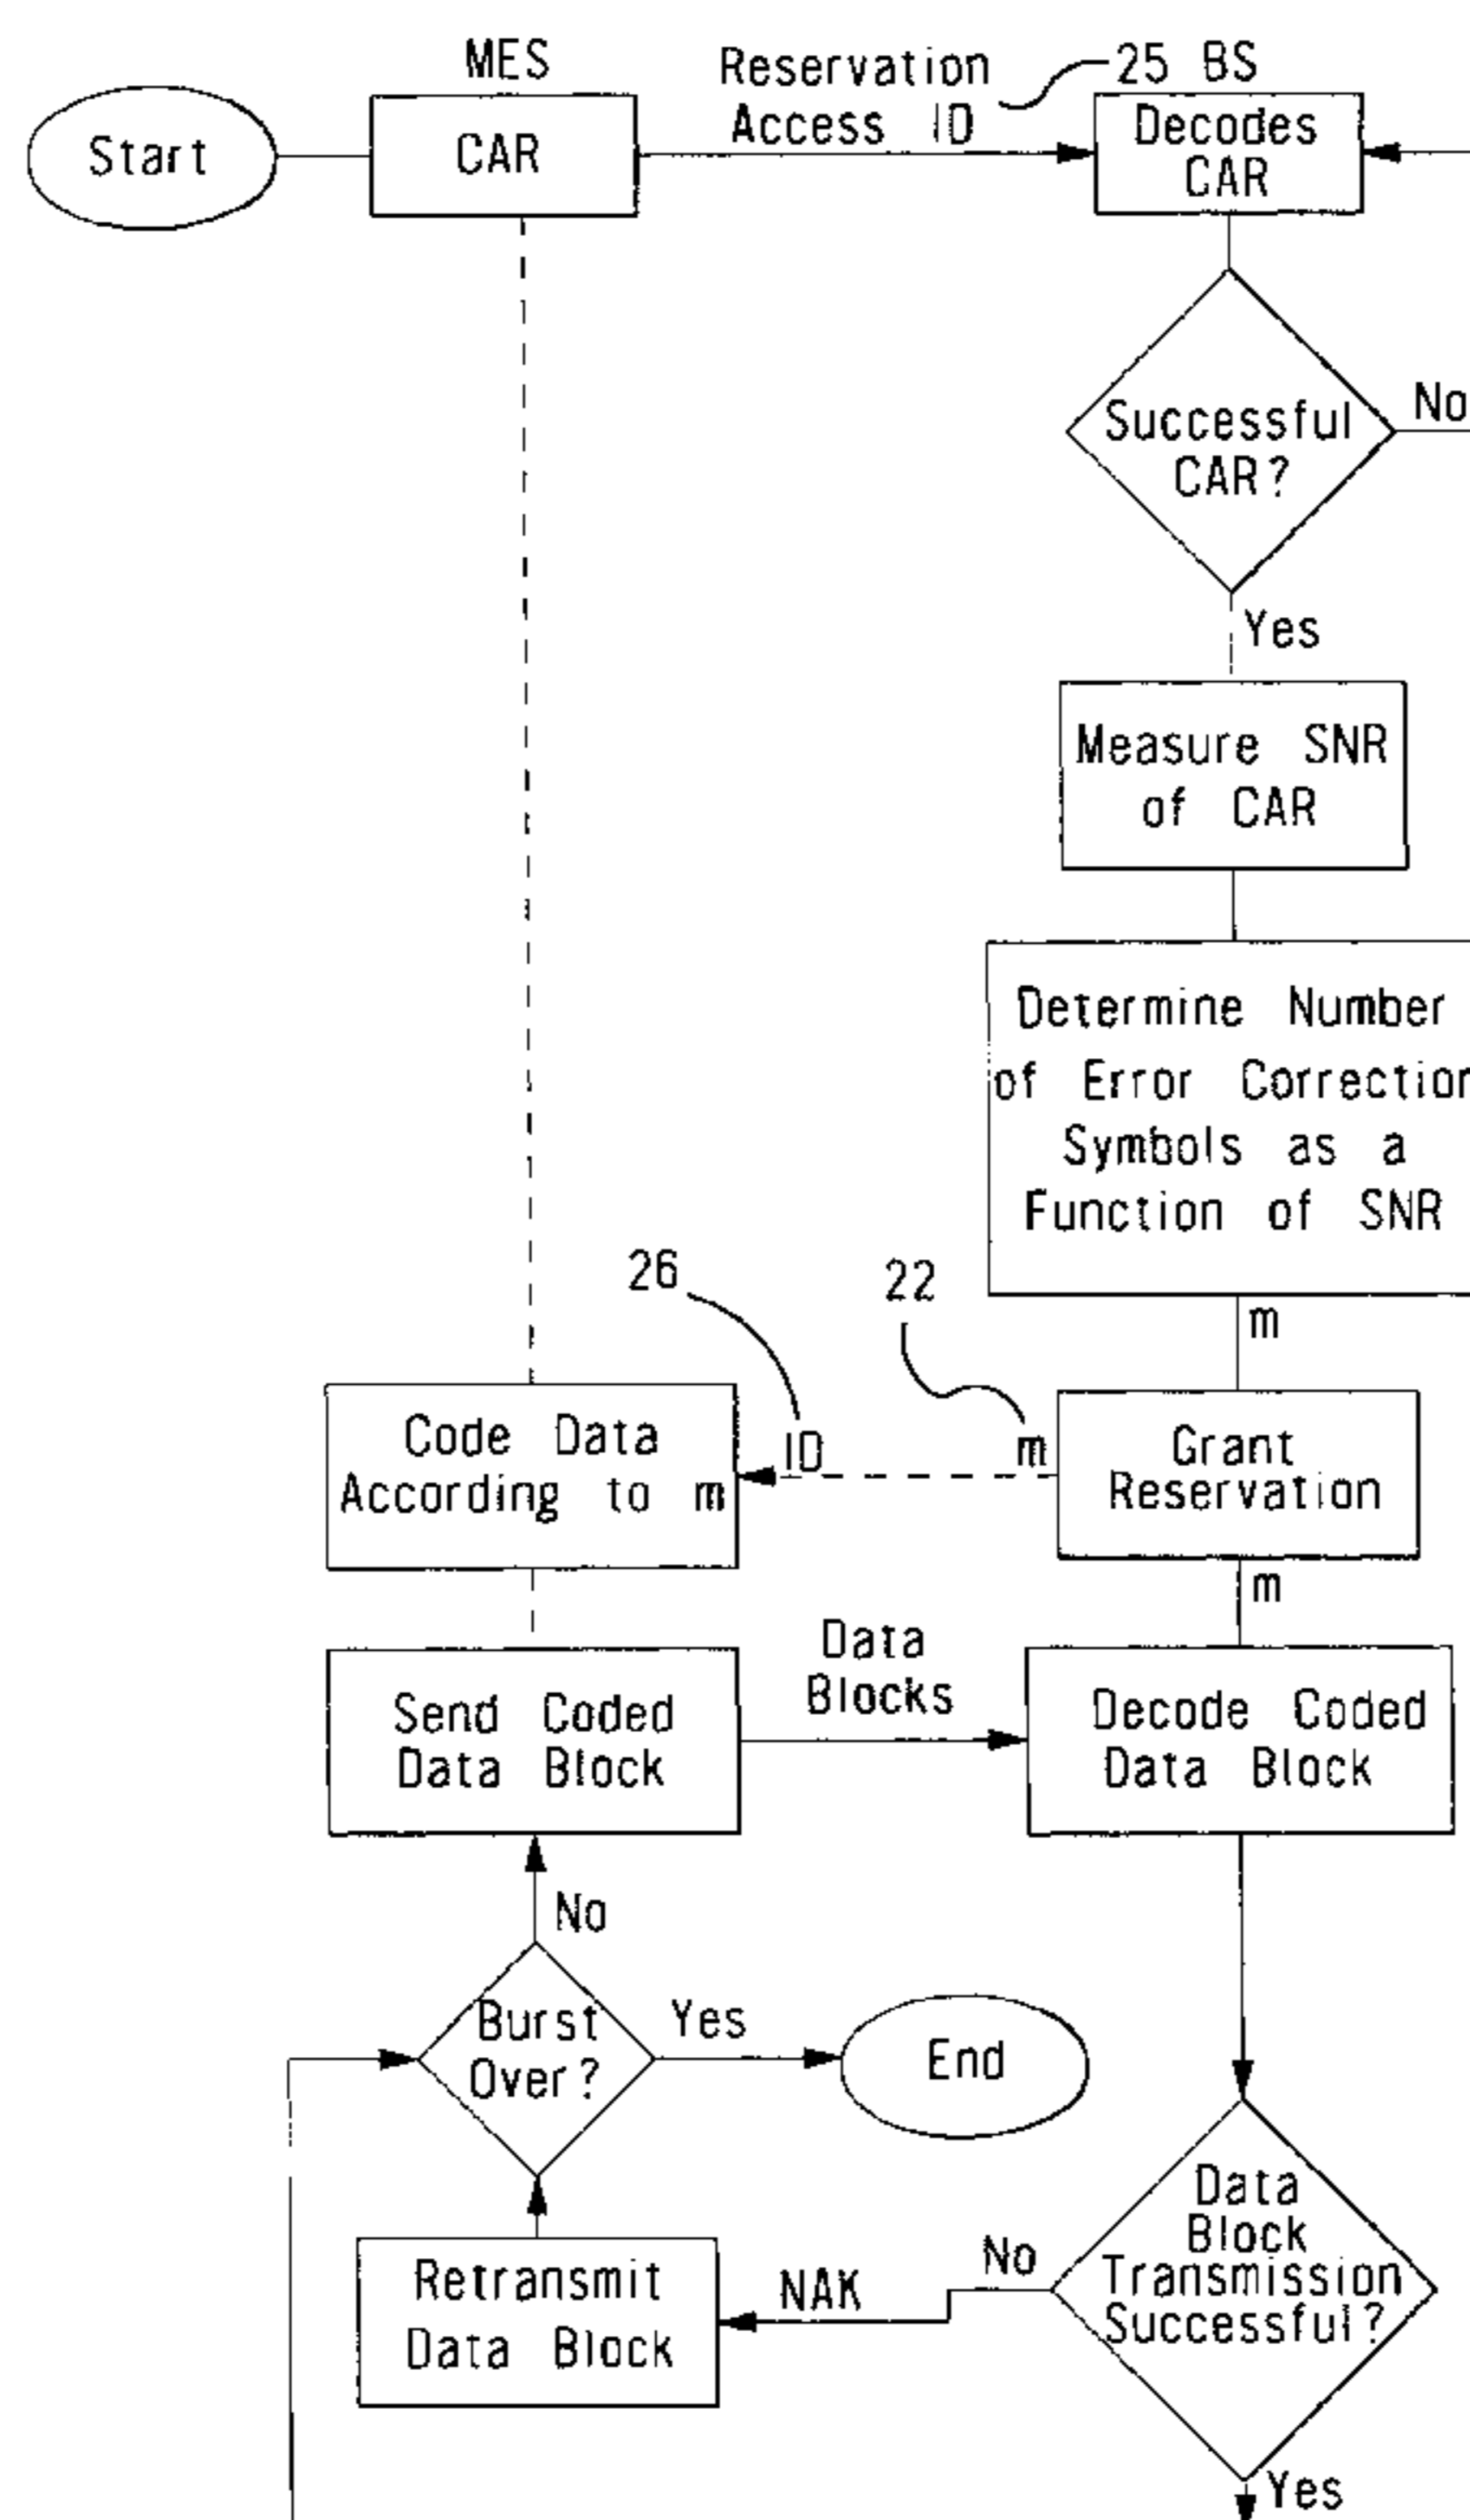 MES
Reservation
Access ID
25 BS
Start
CAR
Decodes
CAR
Successful
CAR?
No
Yes
Measure SNR
of CAR
Determine Number
of Error Correction
Symbols as a
Function of SNR
m
26
22
Code Data
According to m
ID
m
Grant
Reservation
m
Send Coded
Data Block
Data
Blocks
Decode Coded
Data Block
No
Burst
Over?
Yes
End
Data
Block
Transmission
Successful?
No
NAK
Retransmit
Data Block
Yes